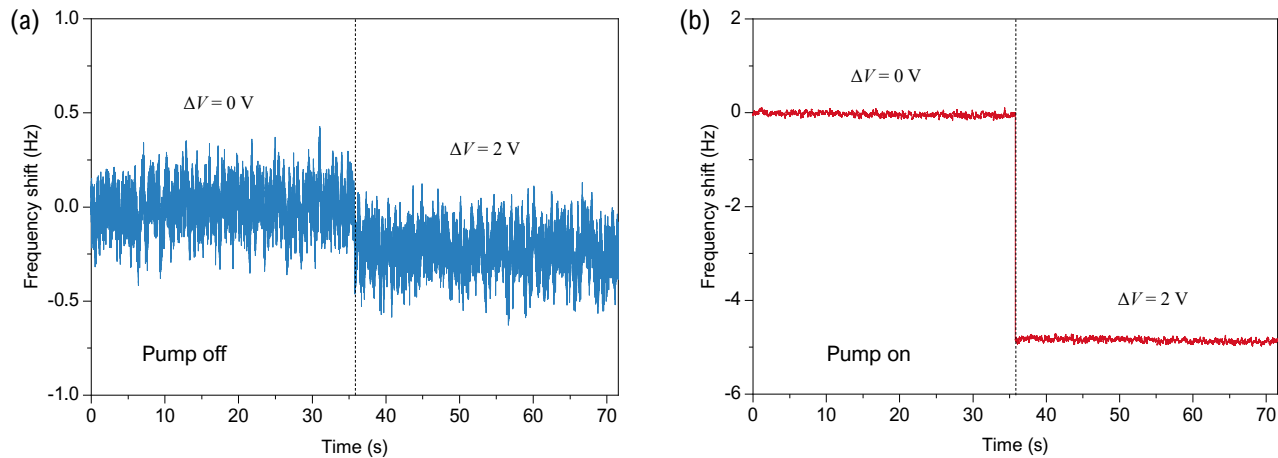 (a)
1.0
0.5
0.0
-0.5
-1.0
Frequency shift (Hz)
ΔV = 0 V
ΔV = 2 V
Pump off
0 10 20 30 40 50 60 70
Time (s)
(b)
2
0
-2
-4
-6
Frequency shift (Hz)
ΔV = 0 V
ΔV = 2 V
Pump on
0 10 20 30 40 50 60 70
Time (s)